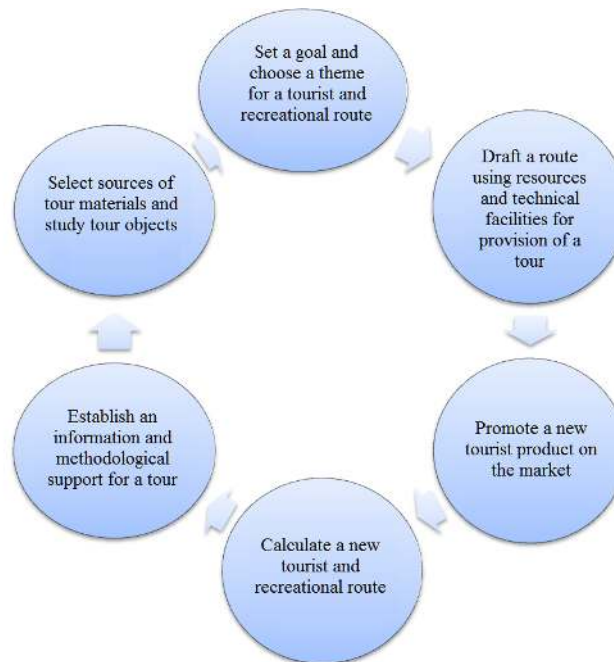 Set a goal and
choose a theme
for a tourist and
recreational route
Draft a route
using resources
and technical
facilities for
provision of a
tour
Promote a new
tourist product on
the market
Calculate a new
tourist and
recreational route
Establish an
information and
methodological
support for a tour
Select sources of
tour materials and
study tour objects